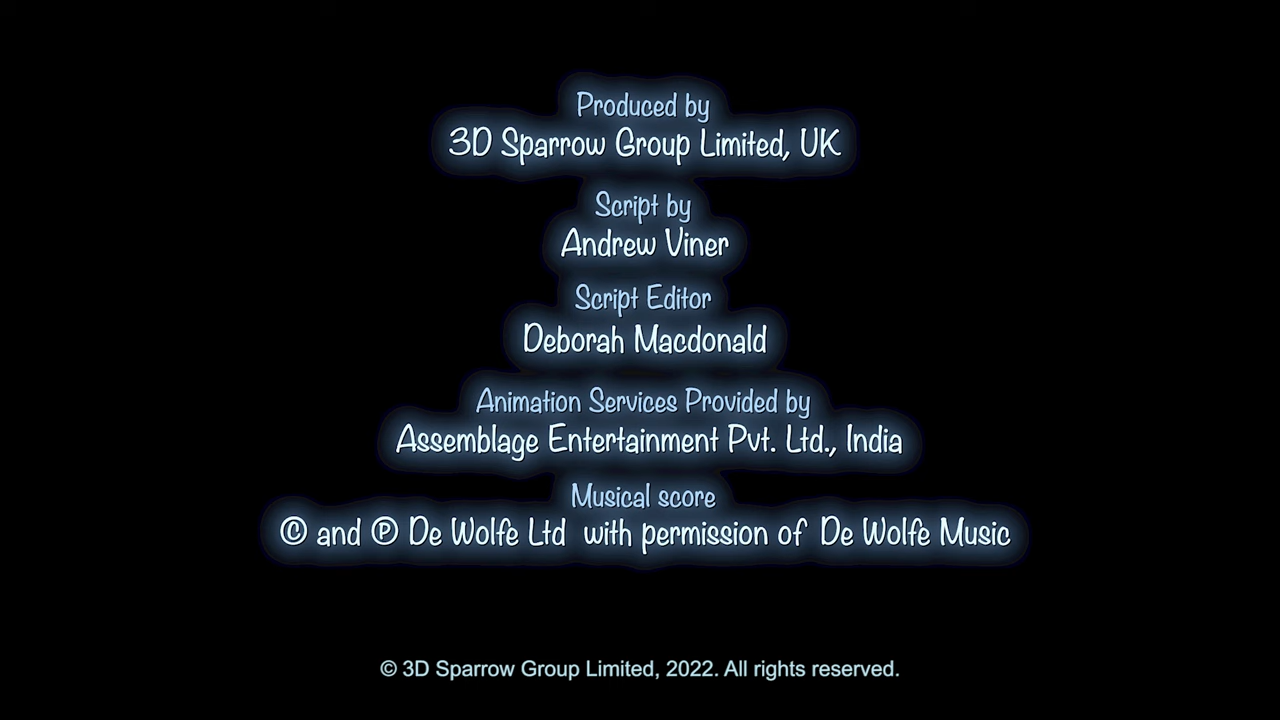 Produced by
3D Sparrow Group Limited, UK
Script by
Andrew Viner
Script Editor
Deborah Macdonald
Animation Services Provided by
Assemblage Entertainment Pvt. Ltd., India
Musical score
© and ℗ De Wolfe Ltd with permission of De Wolfe Music
© 3D Sparrow Group Limited, 2022. All rights reserved.